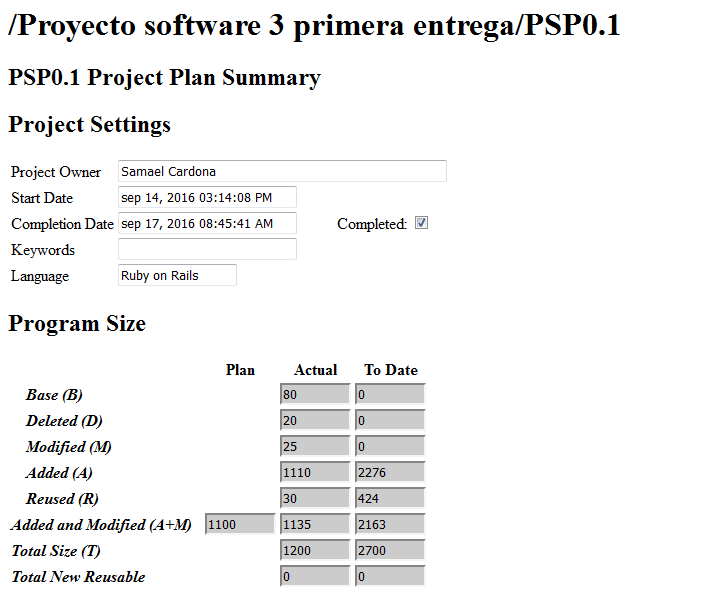 /Proyecto software 3 primera entrega/PSP0.1
PSP0.1 Project Plan Summary
Project Settings
Project Owner Samael Cardona
Start Date sep 14, 2016 03:14:08 PM
Completion Date sep 17, 2016 08:45:41 AM Completed:
Keywords
Language Ruby on Rails
Program Size
Plan Actual To Date
Base (B) 80 0
Deleted (D) 20 0
Modified (M) 25 0
Added (A) 1110 2276
Reused (R) 30 424
Added and Modified (A+M) 1100 1135 2163
Total Size (T) 1200 2700
Total New Reusable 0 0